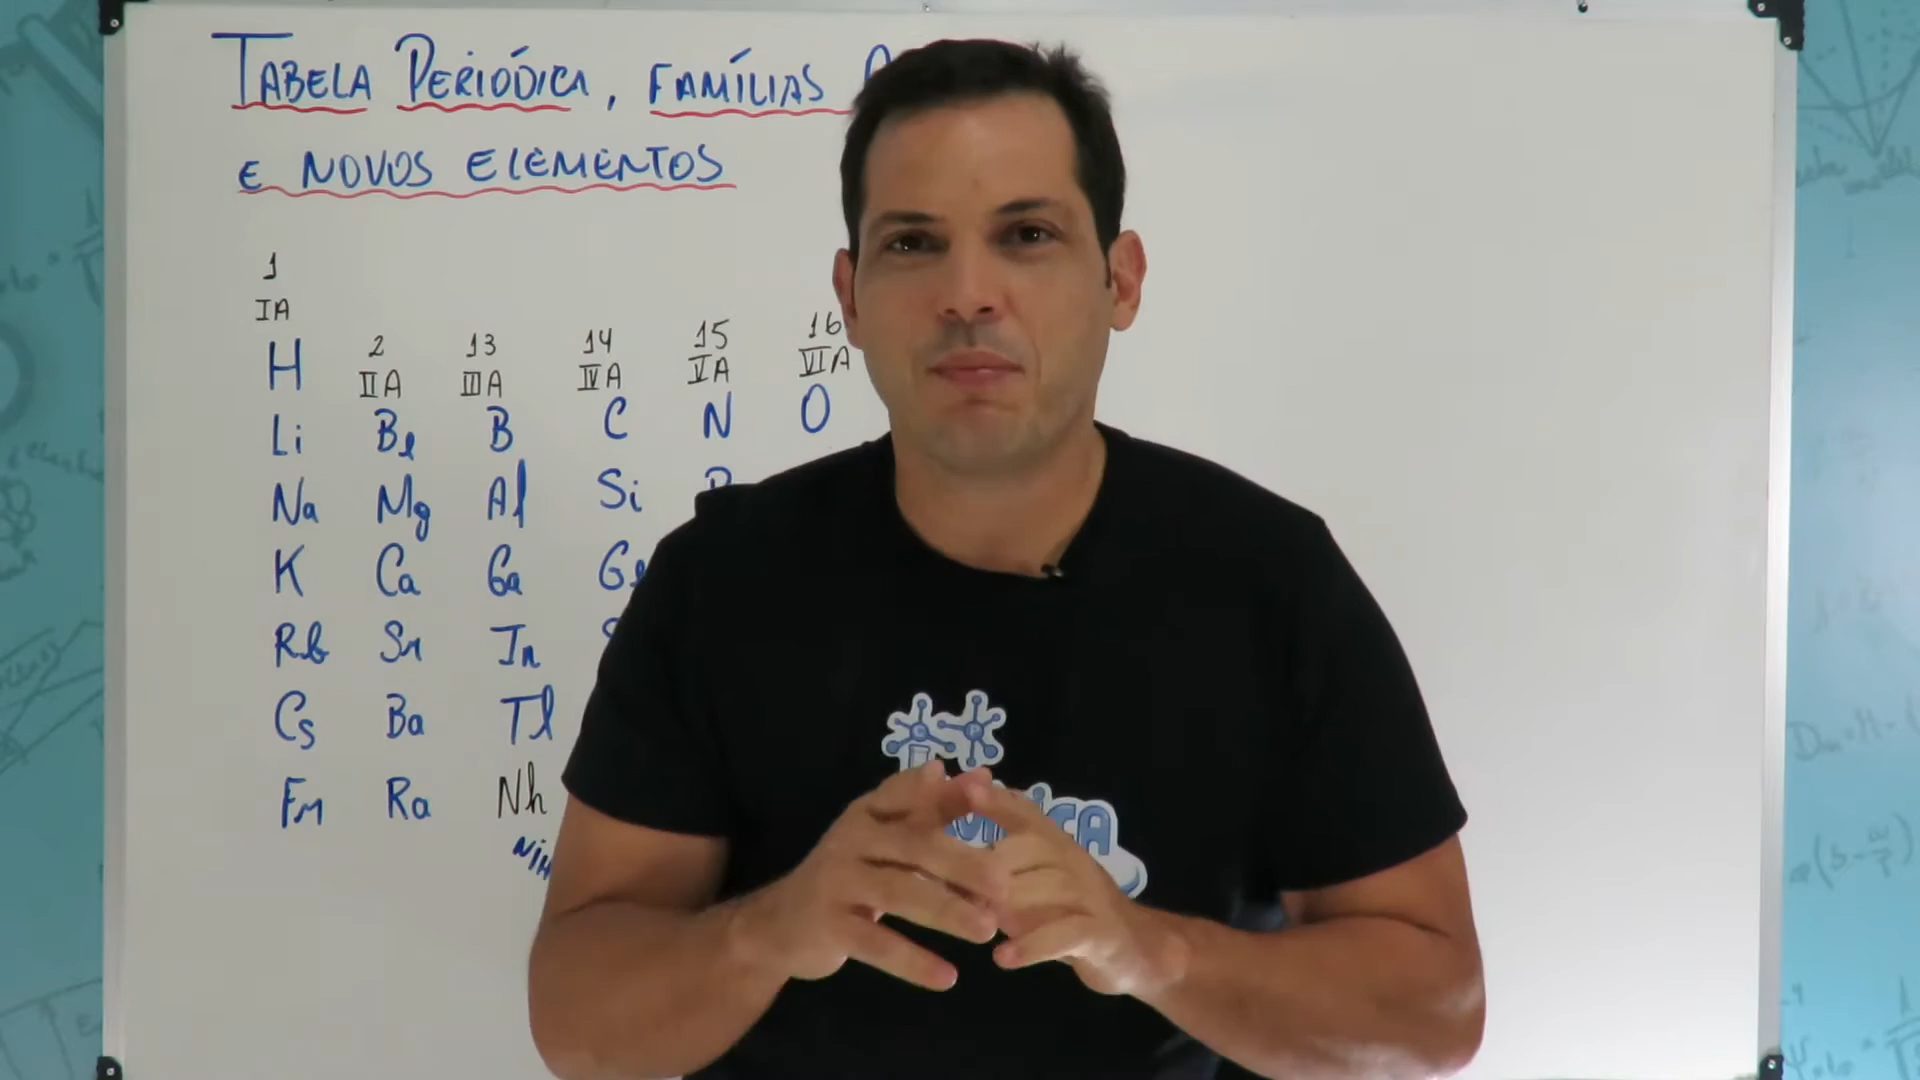 TABELA PERIÓDICA, FAMÍLIAS A
E NOVOS ELEMENTOS
1
IA
2 13 14 15 16
IIA IIIA IVA VA VIA
H
Li Be B C N O
Na Mg Al Si P
K Ca Ga Ge
Rb Sr In S
Cs Ba Tl
Fr Ra Nh